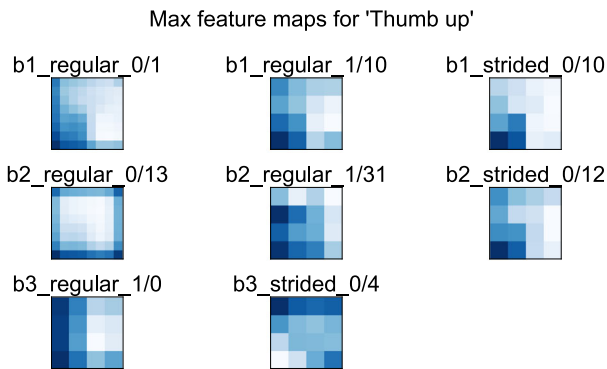 Max feature maps for 'Thumb up'
b1_regular_0/1
b1_regular_1/10
b1_strided_0/10
b2_regular_0/13
b2_regular_1/31
b2_strided_0/12
b3_regular_1/0
b3_strided_0/4